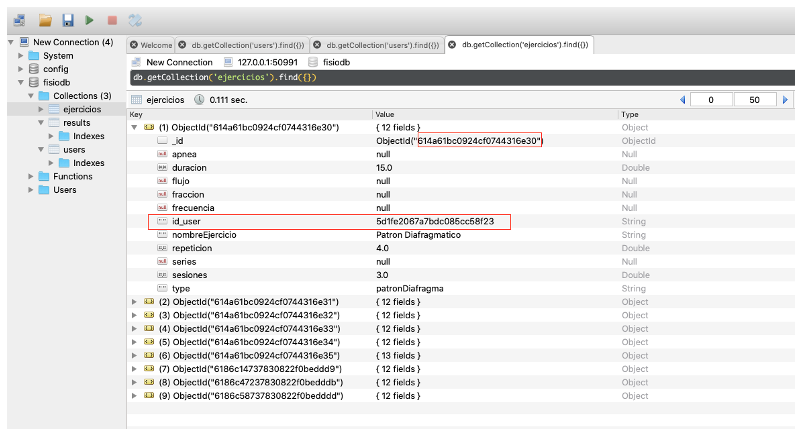 New Connection (4)
System
config
fisiodb
Collections (3)
ejercicios
results
Indexes
users
Indexes
Functions
Users
Welcome
db.getCollection('users').find({})
db.getCollection('users').find({})
db.getCollection('ejercicios').find({})
New Connection 127.0.0.1:50991 fisiodb
db.getCollection('ejercicios').find({})
ejercicios 0.111 sec. 0 50
Key Value Type
(1) ObjectId("614a61bc0924cf0744316e30") { 12 fields } Object
_id ObjectId("614a61bc0924cf0744316e30") ObjectId
apnea null Null
duracion 15.0 Double
flujo null Null
fraccion null Null
frecuencia null Null
id_user 5d1fe2067a7bdc085cc58f23 String
nombreEjercicio Patron Diafragmatico String
repeticion 4.0 Double
series null Null
sesiones 3.0 Double
type patronDiafragma String
(2) ObjectId("614a61bc0924cf0744316e31") { 12 fields } Object
(3) ObjectId("614a61bc0924cf0744316e32") { 12 fields } Object
(4) ObjectId("614a61bc0924cf0744316e33") { 12 fields } Object
(5) ObjectId("614a61bc0924cf0744316e34") { 12 fields } Object
(6) ObjectId("614a61bc0924cf0744316e35") { 13 fields } Object
(7) ObjectId("6186c14737830822f0beddd9") { 12 fields } Object
(8) ObjectId("6186c47237830822f0bedddb") { 12 fields } Object
(9) ObjectId("6186c58737830822f0bedddd") { 12 fields } Object